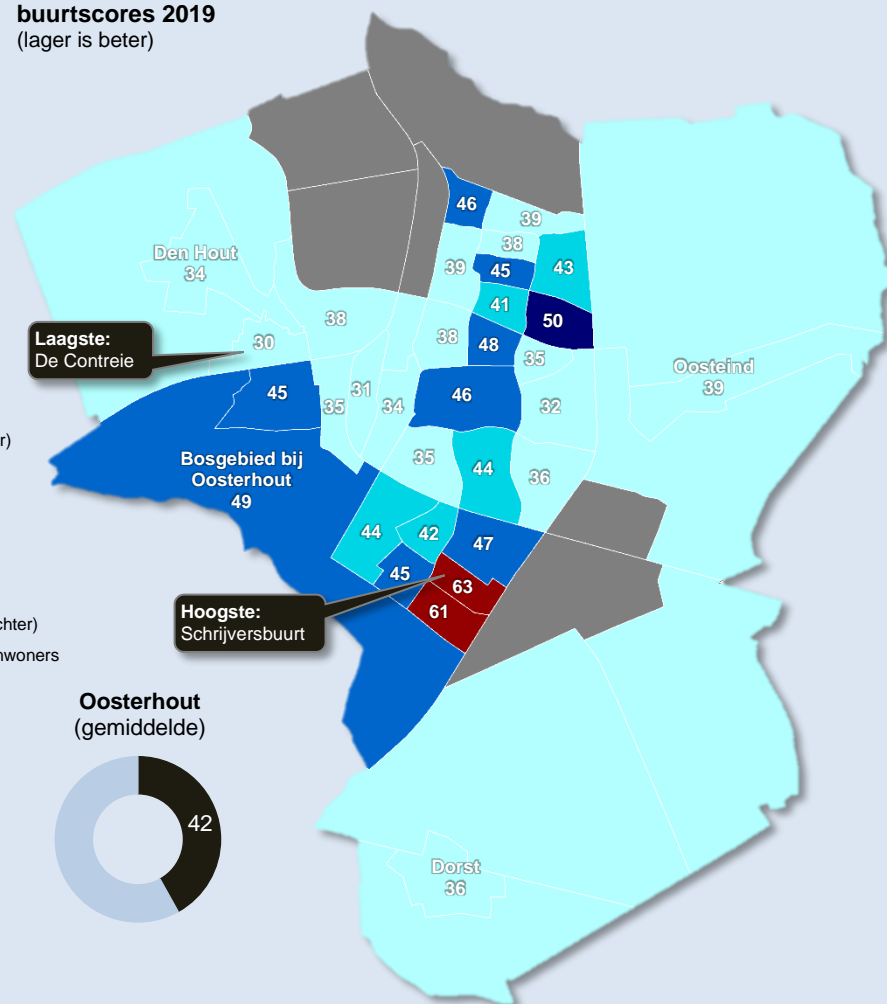 buurtscores 2019
(lager is beter)
46
39
38
Den Hout
34
39
45
43
41
50
38
38
48
Laagste:
De Contreie
30
35
Oosteind
39
45
35
31
34
46
32
35
44
36
Bosgebied bij
Oosterhout
49
44
42
47
45
63
61
Hoogste:
Schrijversbuurt
Oosterhout
(gemiddelde)
42
Dorst
36